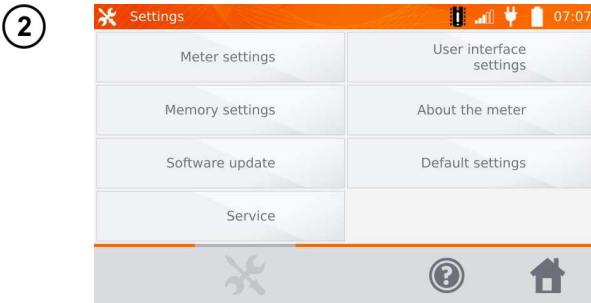 2
Settings
07:07
Meter settings
User interface
settings
Memory settings
About the meter
Software update
Default settings
Service
?